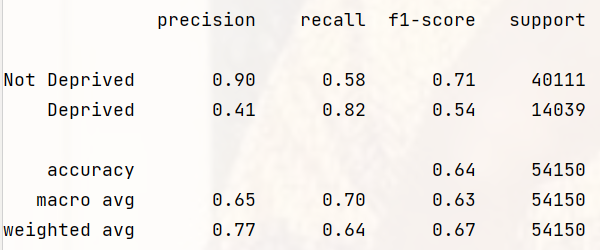 precision recall f1-score support
Not Deprived 0.90 0.58 0.71 40111
Deprived 0.41 0.82 0.54 14039
accuracy 0.64 54150
macro avg 0.65 0.70 0.63 54150
weighted avg 0.77 0.64 0.67 54150